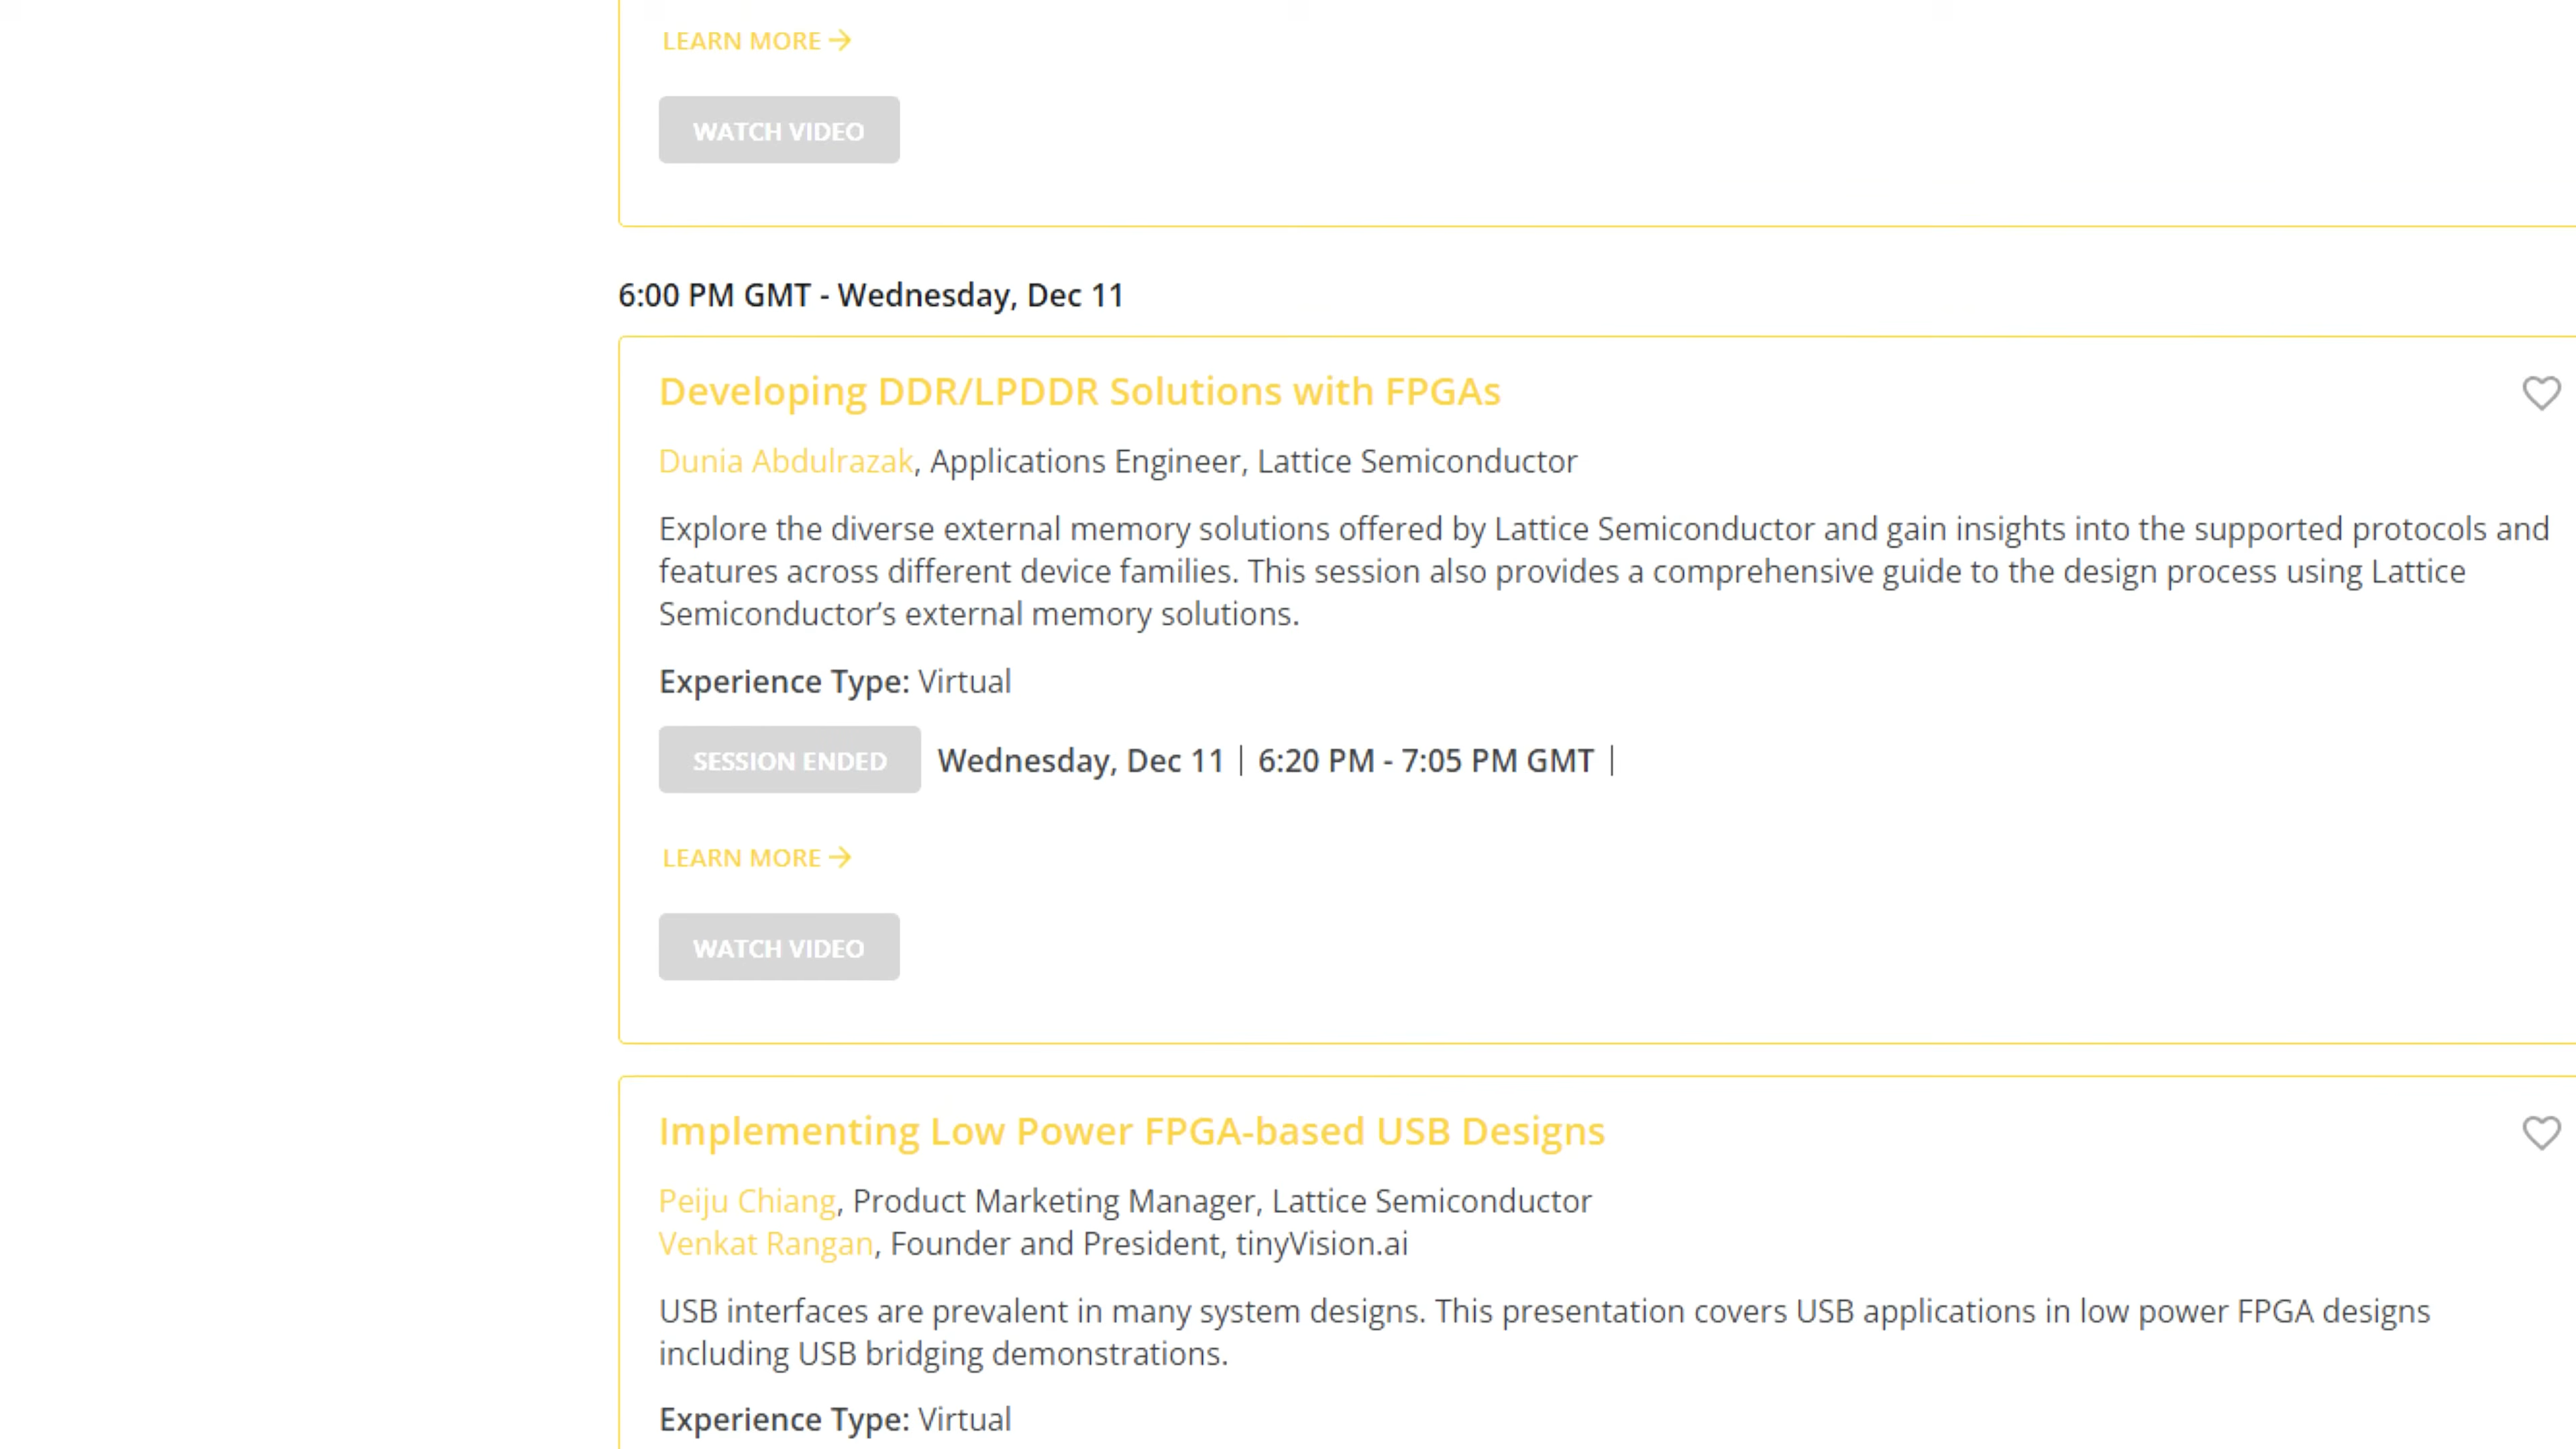 LEARN MORE →
WATCH VIDEO
6:00 PM GMT - Wednesday, Dec 11
Developing DDR/LPDDR Solutions with FPGAs
Dunia Abdulrazak, Applications Engineer, Lattice Semiconductor
Explore the diverse external memory solutions offered by Lattice Semiconductor and gain insights into the supported protocols and
features across different device families. This session also provides a comprehensive guide to the design process using Lattice
Semiconductor’s external memory solutions.
Experience Type: Virtual
SESSION ENDED Wednesday, Dec 11 | 6:20 PM - 7:05 PM GMT |
LEARN MORE →
WATCH VIDEO
Implementing Low Power FPGA-based USB Designs
Peiju Chiang, Product Marketing Manager, Lattice Semiconductor
Venkat Rangan, Founder and President, tinyVision.ai
USB interfaces are prevalent in many system designs. This presentation covers USB applications in low power FPGA designs
including USB bridging demonstrations.
Experience Type: Virtual